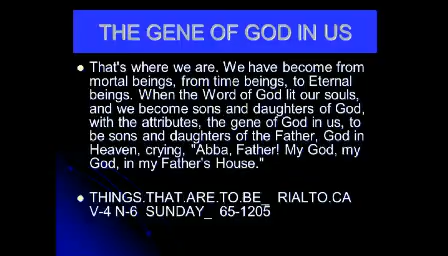 THE GENE OF GOD IN US
That's where we are. We have become from
mortal beings, from time beings, to Eternal
beings. When the Word of God lit our souls,
and we become sons and daughters of God,
with the attributes, the gene of God in us, to
be sons and daughters of the Father, God in
Heaven, crying, "Abba, Father! My God, my
God, in my Father's House."
THINGS.THAT.ARE.TO.BE_ RIALTO.CA
V-4 N-6 SUNDAY_ 65-1205